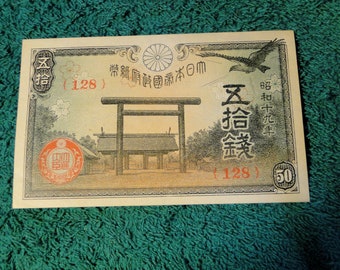 大日本帝國政府紙幣
五拾
(128)
昭和十九年
五拾錢
(128)
50